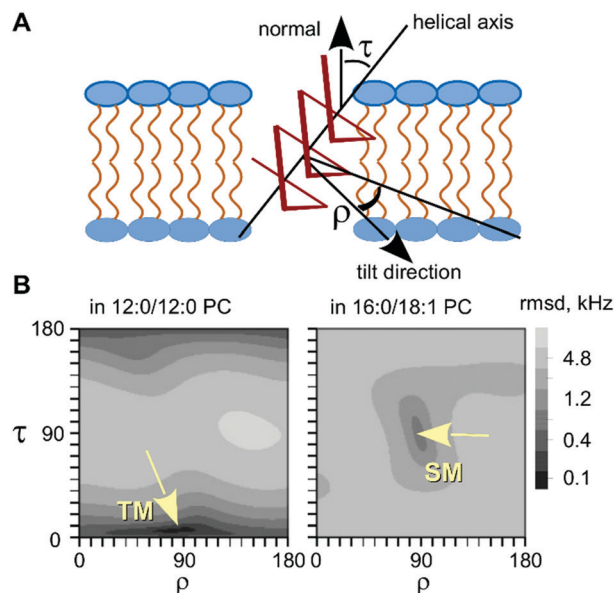 A
normal
helical axis
τ
ρ
tilt direction
B
in 12:0/12:0 PC
in 16:0/18:1 PC
rmsd, kHz
180
4.8
1.2
τ
90
0.4
TM
SM
0.1
0
0
90
180
0
90
180
ρ
ρ